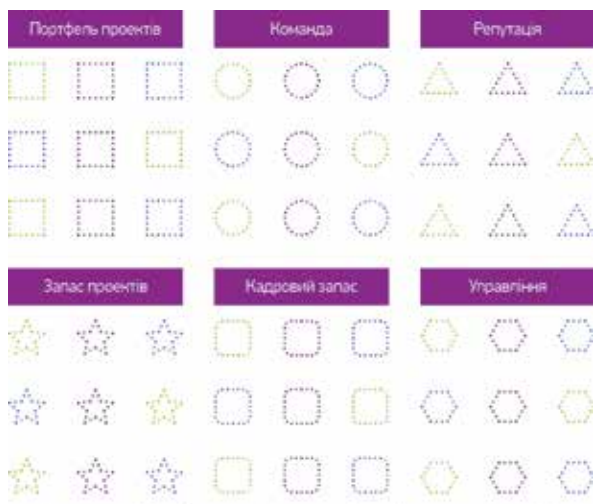 Портфель проектів
Команда
Репутація
Запас проектів
Кадровий запас
Управління